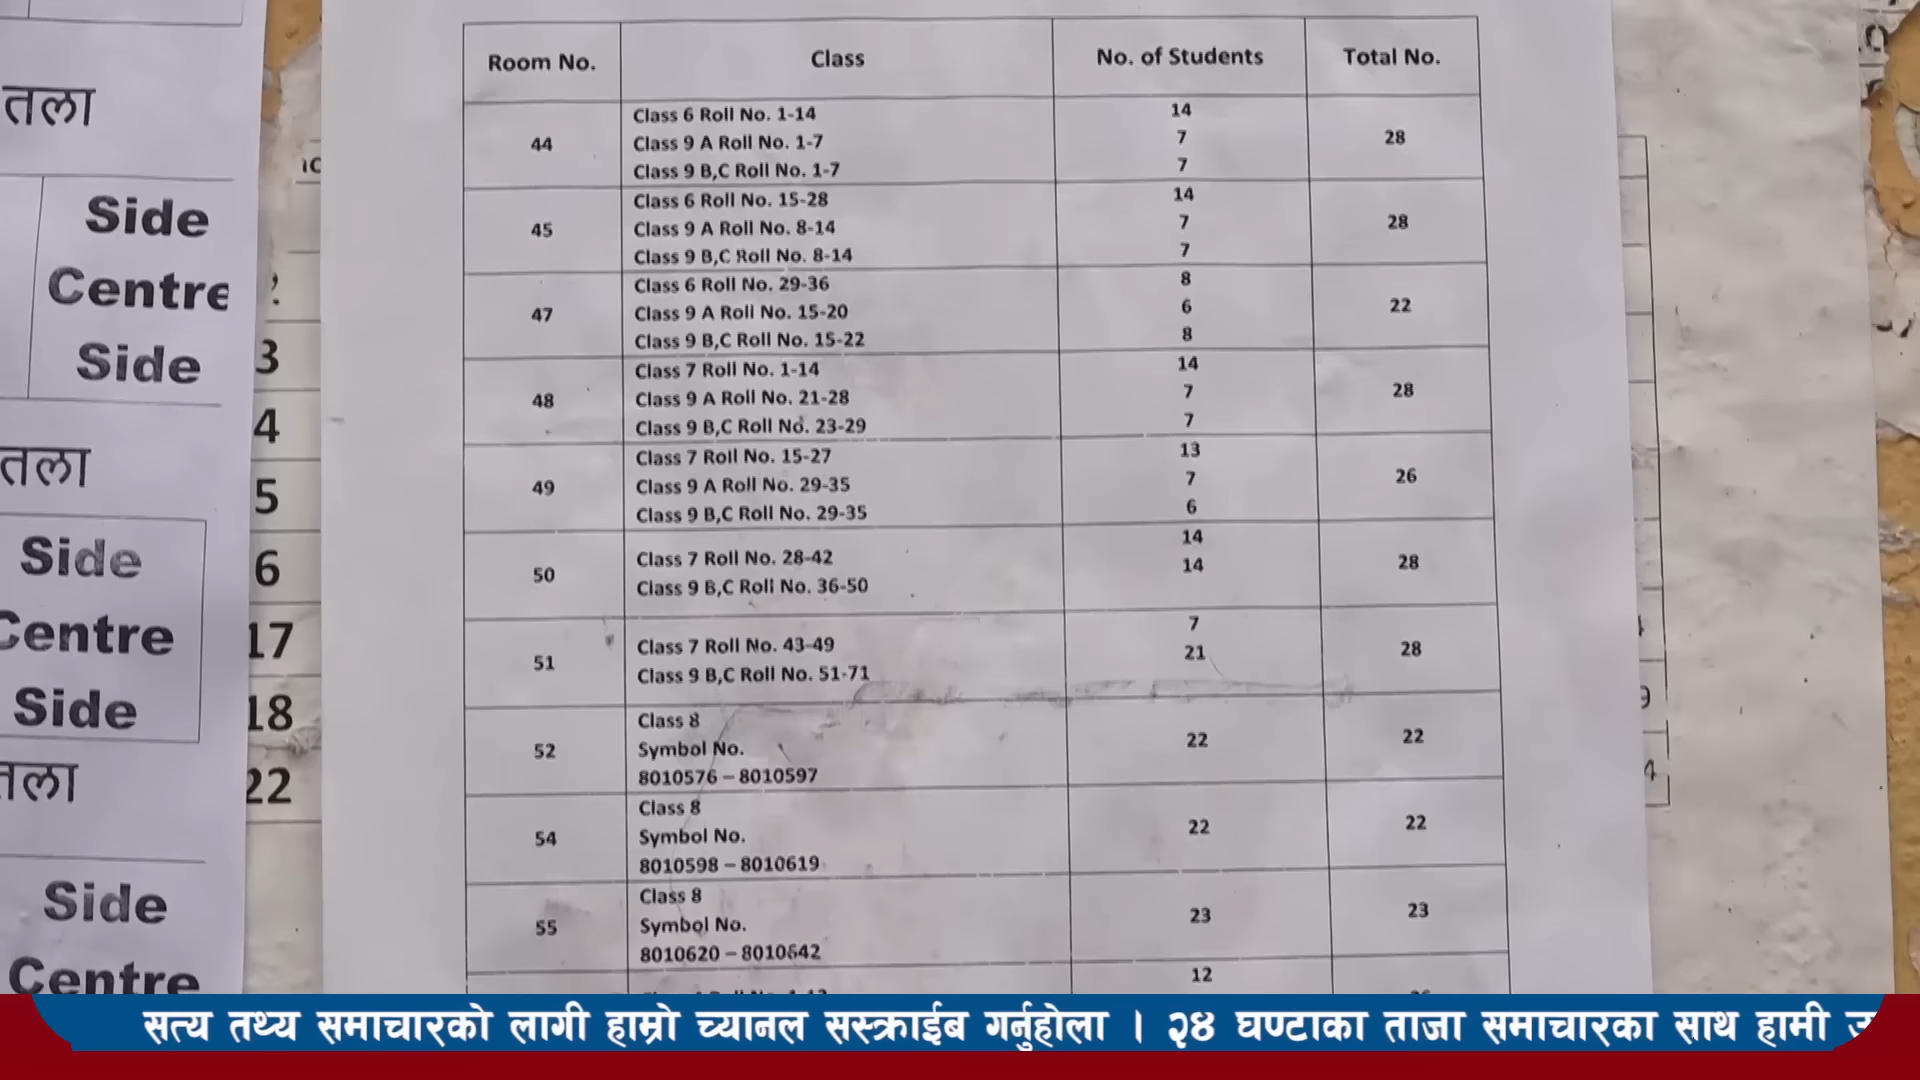 तला
Side
Centre
Side
तला
Side
Centre
Side
तला
Side
Centre
3
4
5
6
17
18
22
Room No. Class No. of Students Total No.
44 28
Class 6 Roll No. 1-14 14
Class 9 A Roll No. 1-7 7
Class 9 B,C Roll No. 1-7 7
45 28
Class 6 Roll No. 15-28 14
Class 9 A Roll No. 8-14 7
Class 9 B,C Roll No. 8-14 7
47 22
Class 6 Roll No. 29-36 8
Class 9 A Roll No. 15-20 6
Class 9 B,C Roll No. 15-22 8
48 28
Class 7 Roll No. 1-14 14
Class 9 A Roll No. 21-28 7
Class 9 B,C Roll No. 23-29 7
49 26
Class 7 Roll No. 15-27 13
Class 9 A Roll No. 29-35 7
Class 9 B,C Roll No. 29-35 6
50 28
Class 7 Roll No. 28-42 14
Class 9 B,C Roll No. 36-50 14
51 28
Class 7 Roll No. 43-49 7
Class 9 B,C Roll No. 51-71 21
52 22 22
Class 8
Symbol No.
8010576 – 8010597
54 22 22
Class 8
Symbol No.
8010598 – 8010619
55 23 23
Class 8
Symbol No.
8010620 – 8010642
12
सत्य तथ्य समाचारको लागी हाम्रो च्यानल सस्क्राईब गर्नुहोला । २४ घण्टाका ताजा समाचारका साथ हामी